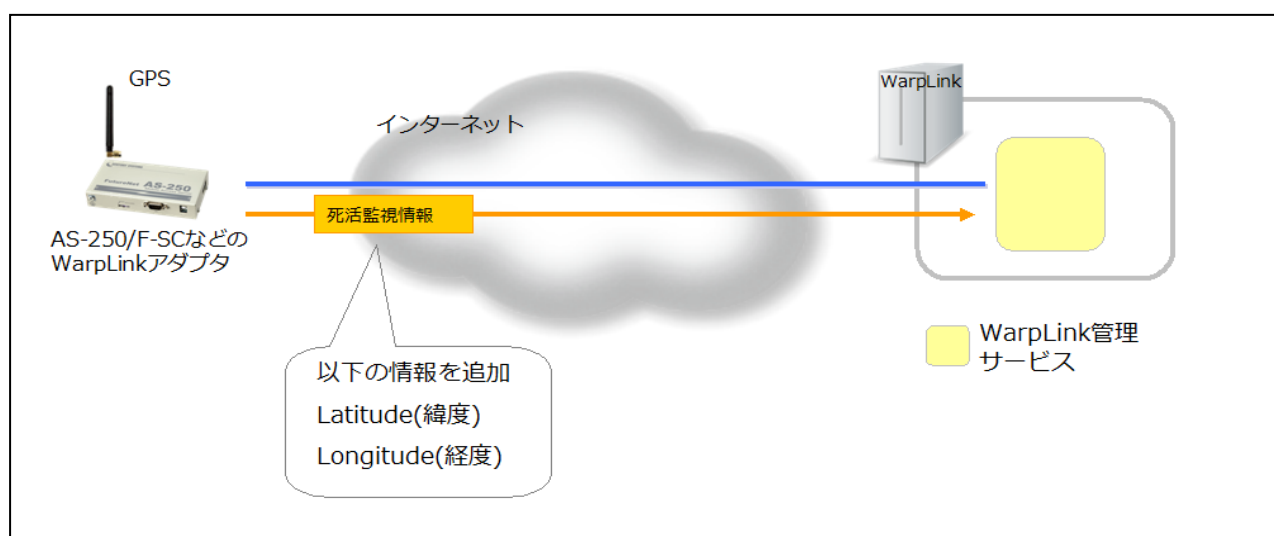 GPS
WarpLink
インターネット
FutureNet AS-250
死活監視情報
AS-250/F-SCなどの
WarpLinkアダプタ
以下の情報を追加
Latitude(緯度)
Longitude(経度)
WarpLink管理
サービス